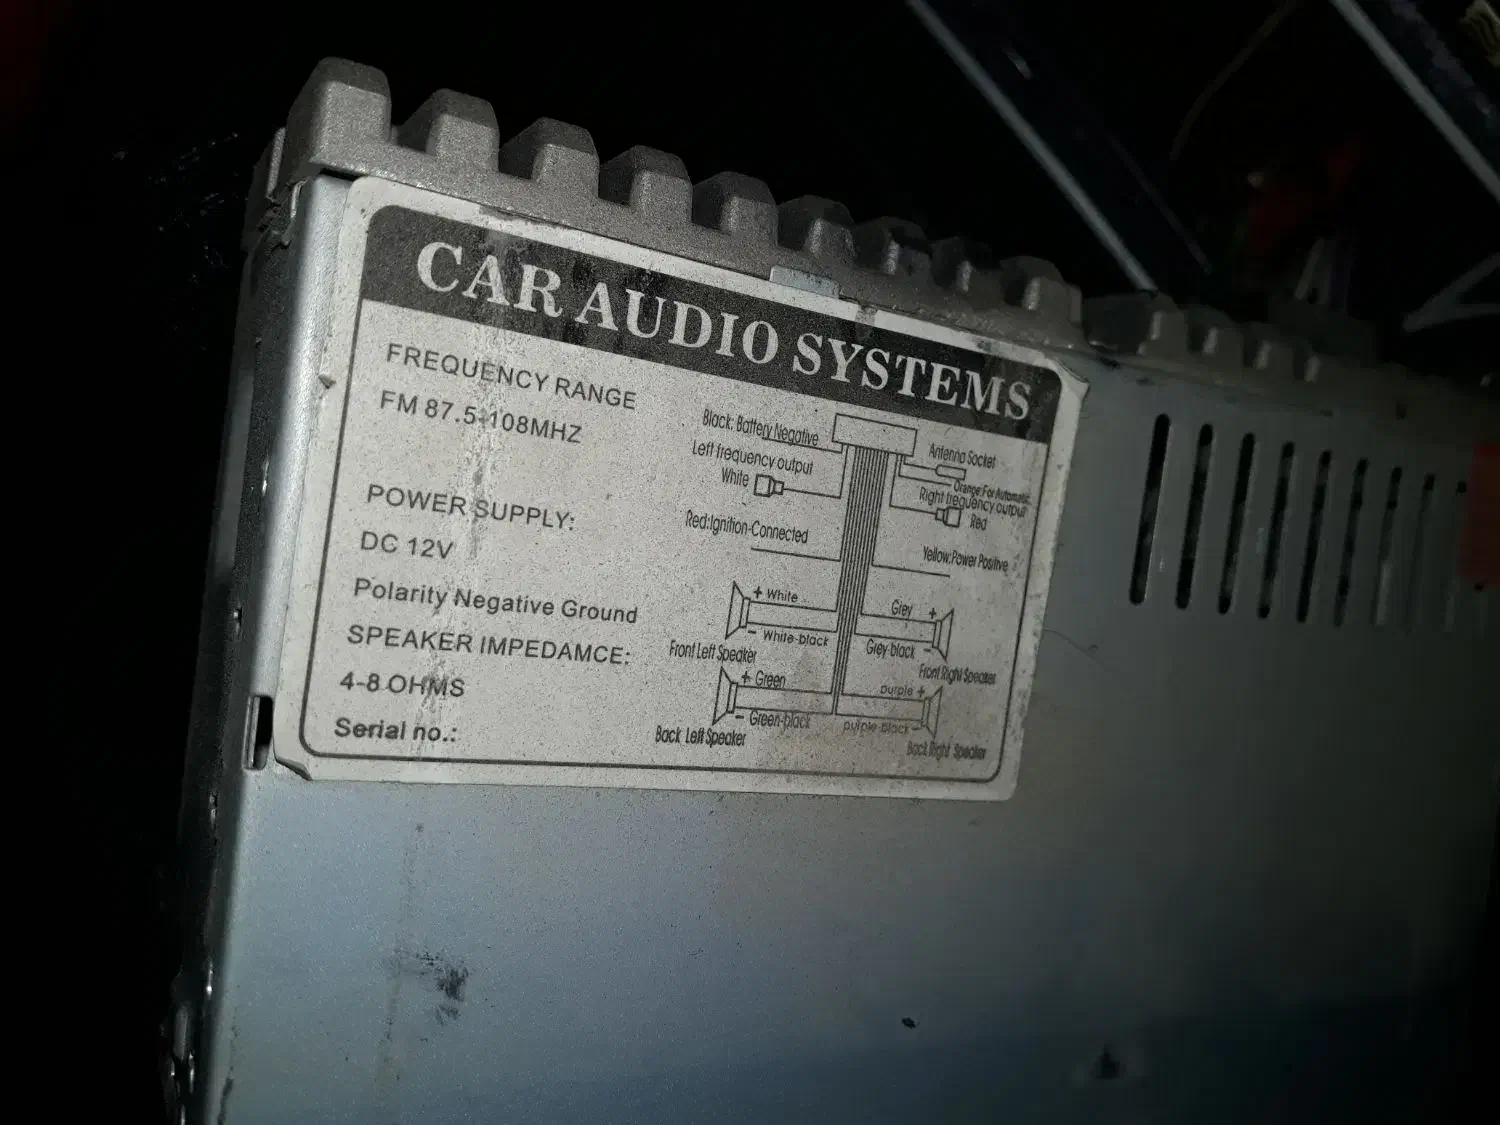 CAR AUDIO SYSTEMS
FREQUENCY RANGE
FM 87.5-108MHZ
POWER SUPPLY:
DC 12V
Polarity Negative Ground
SPEAKER IMPEDAMCE:
4-8 OHMS
Serial no.:
Black: Battery Negative
Left frequency output
White
Red:Ignition-Connected
+ White
- White-black
Front Left Speaker
+ Green
- Green-black
Back Left Speaker
Antenna Socket
Orange:For Automatic
Right frequency output
Red
Yellow:Power Positive
Grey +
Grey-black -
Front Right Speaker
purple +
purple-black -
Back Right Speaker